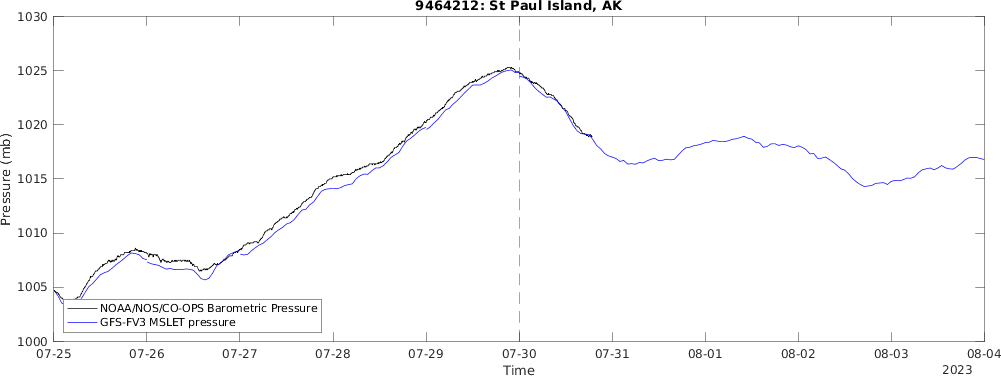 9464212: St Paul Island, AK
1030
1025
1020
1015
1010
1005
1000
Pressure (mb)
NOAA/NOS/CO-OPS Barometric Pressure
GFS-FV3 MSLET pressure
07-25 07-26 07-27 07-28 07-29 07-30 07-31 08-01 08-02 08-03 08-04
Time
2023